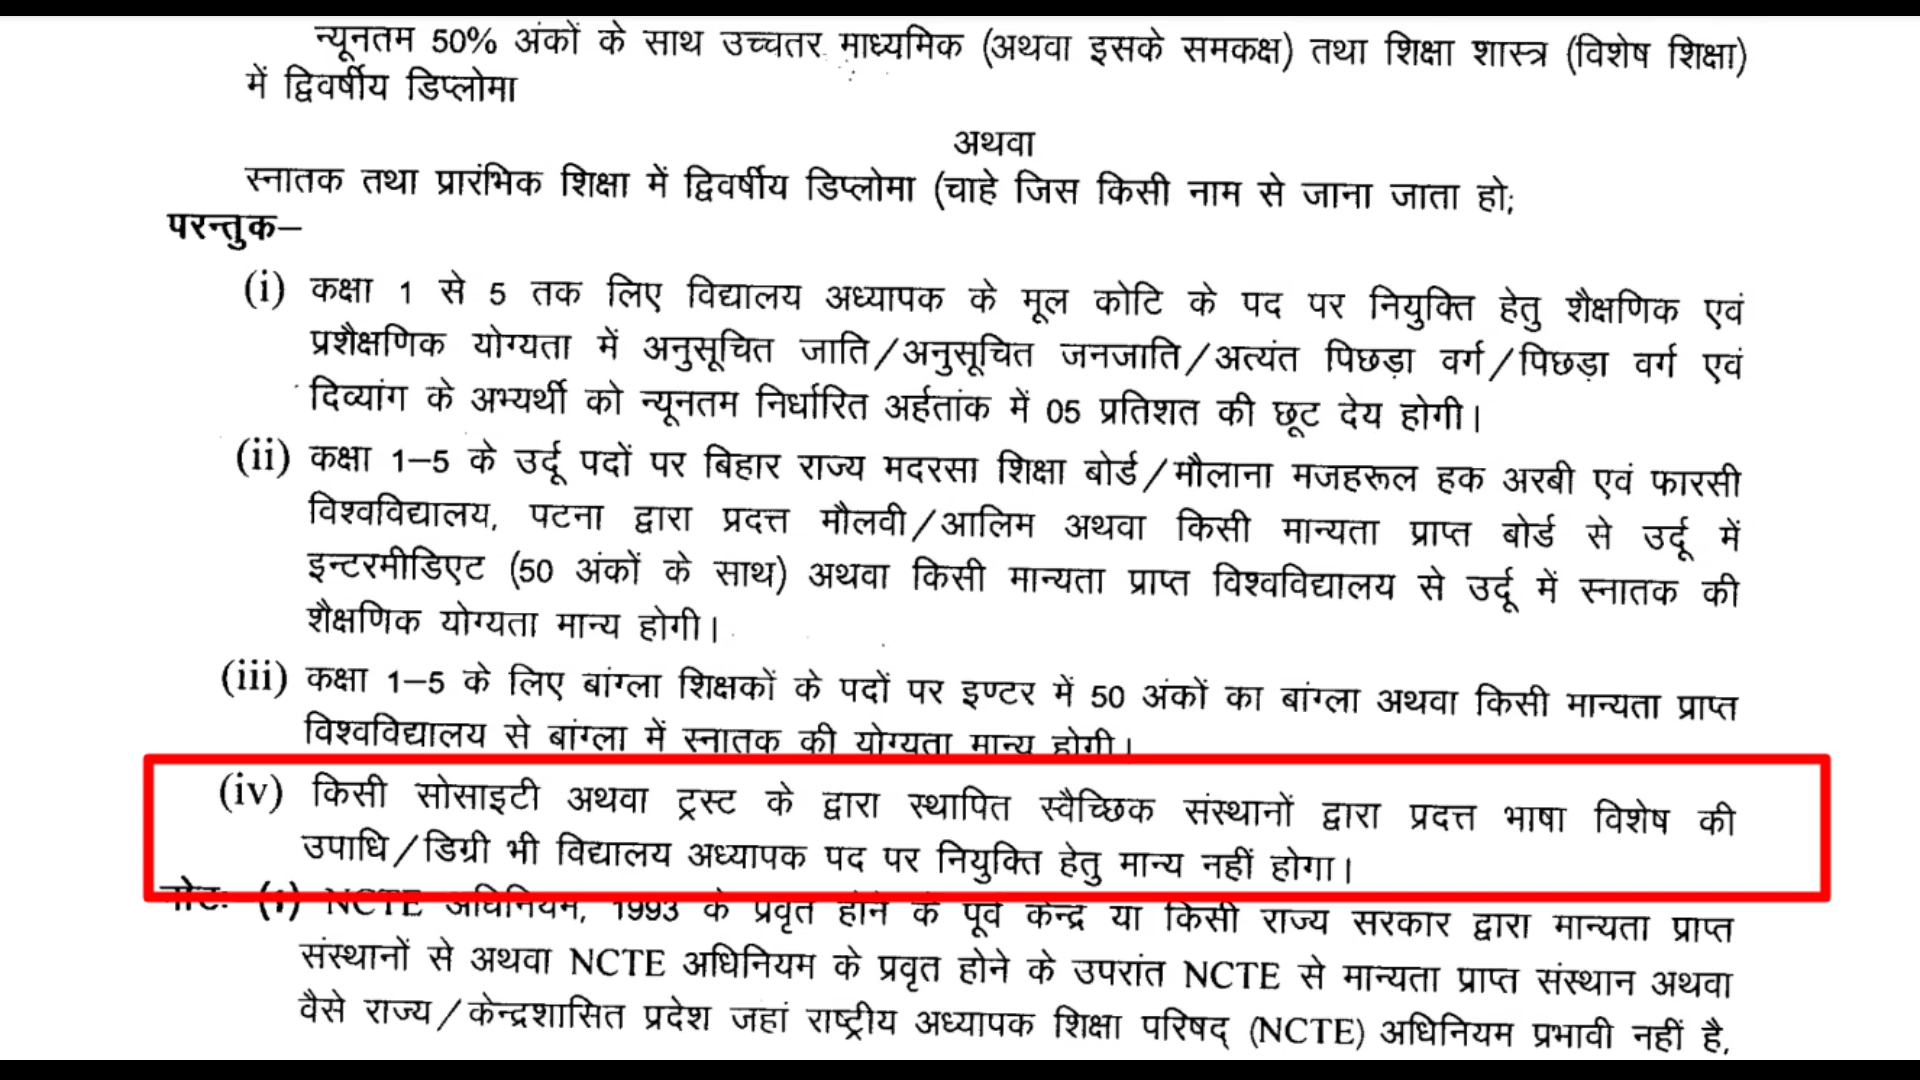 न्यूनतम 50% अंकों के साथ उच्चतर माध्यमिक (अथवा इसके समकक्ष) तथा शिक्षा शास्त्र (विशेष शिक्षा)
में द्विवर्षीय डिप्लोमा
अथवा
स्नातक तथा प्रारंभिक शिक्षा में द्विवर्षीय डिप्लोमा (चाहे जिस किसी नाम से जाना जाता हो;
परन्तुक–
(i) कक्षा 1 से 5 तक लिए विद्यालय अध्यापक के मूल कोटि के पद पर नियुक्ति हेतु शैक्षणिक एवं
प्रशैक्षणिक योग्यता में अनुसूचित जाति/अनुसूचित जनजाति/अत्यंत पिछड़ा वर्ग/पिछड़ा वर्ग एवं
दिव्यांग के अभ्यर्थी को न्यूनतम निर्धारित अर्हतांक में 05 प्रतिशत की छूट देय होगी।
(ii) कक्षा 1–5 के उर्दू पदों पर बिहार राज्य मदरसा शिक्षा बोर्ड/मौलाना मजहरूल हक अरबी एवं फारसी
विश्वविद्यालय, पटना द्वारा प्रदत्त मौलवी/आलिम अथवा किसी मान्यता प्राप्त बोर्ड से उर्दू में
इन्टरमीडिएट (50 अंकों के साथ) अथवा किसी मान्यता प्राप्त विश्वविद्यालय से उर्दू में स्नातक की
शैक्षणिक योग्यता मान्य होगी।
(iii) कक्षा 1–5 के लिए बांग्ला शिक्षकों के पदों पर इण्टर में 50 अंकों का बांग्ला अथवा किसी मान्यता प्राप्त
विश्वविद्यालय से बांग्ला में स्नातक की योग्यता मान्य होगी।
(iv) किसी सोसाइटी अथवा ट्रस्ट के द्वारा स्थापित स्वैच्छिक संस्थानों द्वारा प्रदत्त भाषा विशेष की
उपाधि/डिग्री भी विद्यालय अध्यापक पद पर नियुक्ति हेतु मान्य नहीं होगा।
नोटः (1) NCTE अधिनियम, 1993 के प्रवृत होने के पूर्व केन्द्र या किसी राज्य सरकार द्वारा मान्यता प्राप्त
संस्थानों से अथवा NCTE अधिनियम के प्रवृत होने के उपरांत NCTE से मान्यता प्राप्त संस्थान अथवा
वैसे राज्य/केन्द्रशासित प्रदेश जहां राष्ट्रीय अध्यापक शिक्षा परिषद् (NCTE) अधिनियम प्रभावी नहीं है,